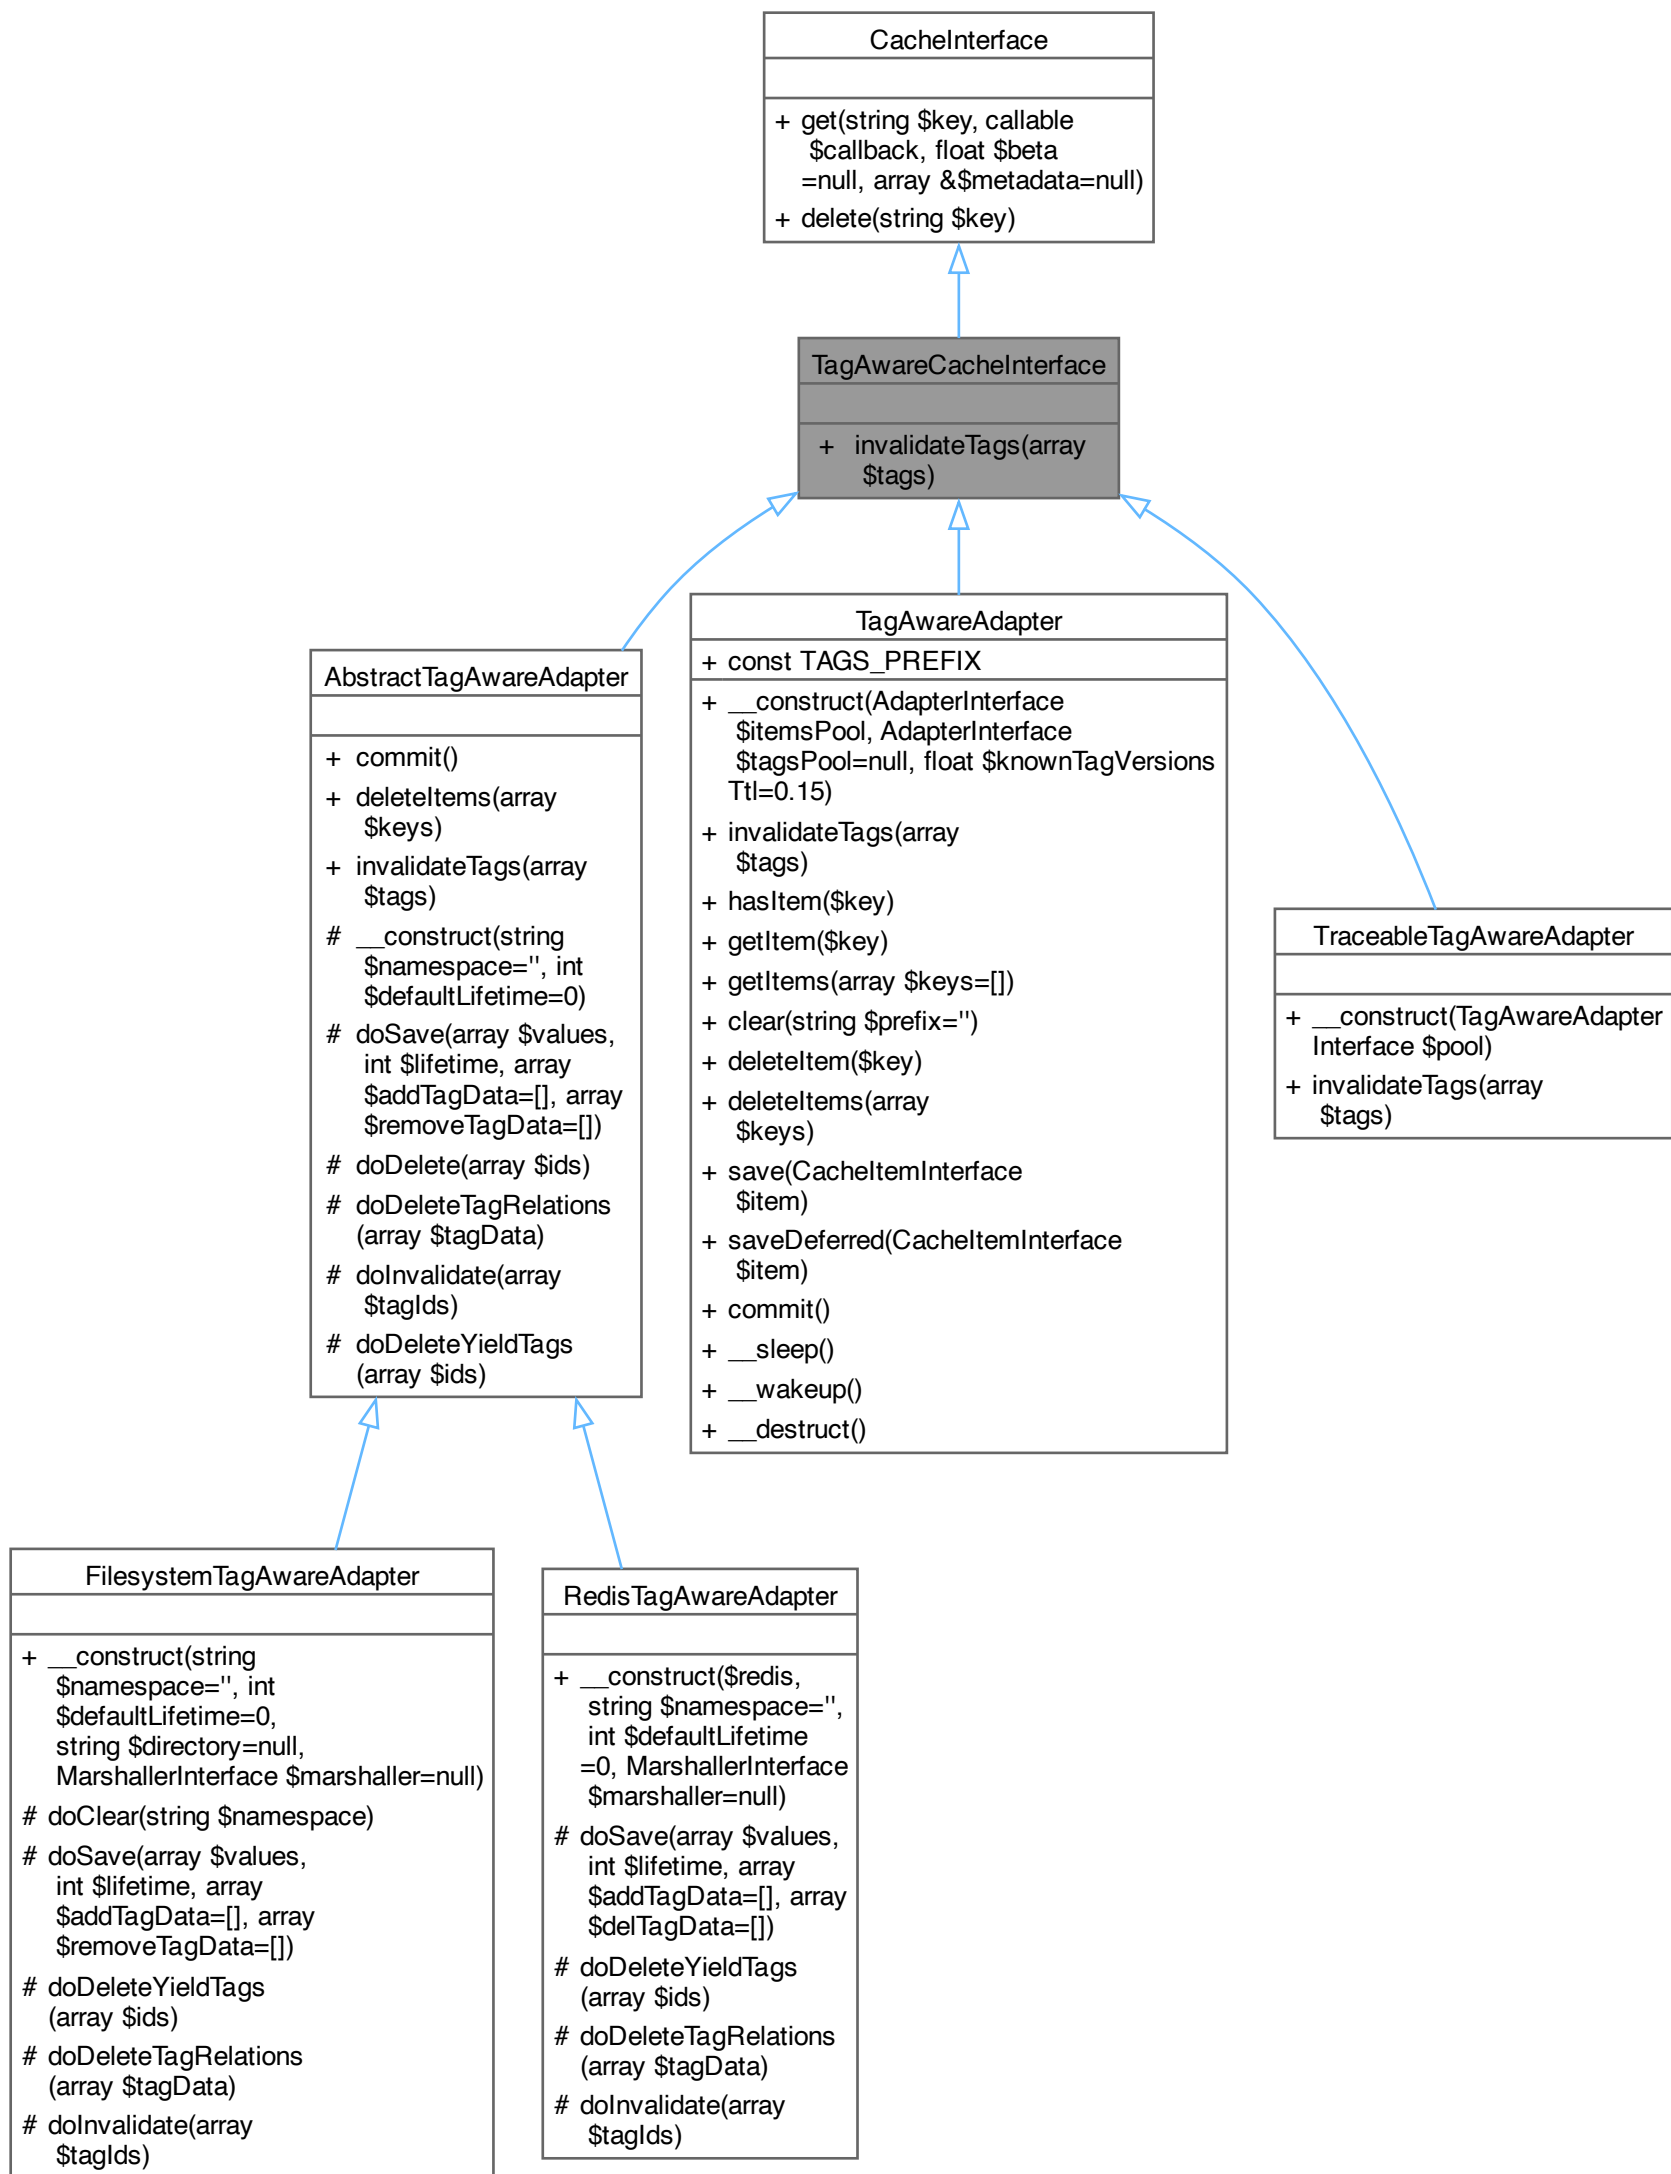 CacheInterface
+ get(string $key, callable
$callback, float $beta
=null, array &$metadata=null)
+ delete(string $key)
TagAwareCacheInterface
+ invalidateTags(array
$tags)
AbstractTagAwareAdapter
+ commit()
+ deleteItems(array
$keys)
+ invalidateTags(array
$tags)
# __construct(string
$namespace='', int
$defaultLifetime=0)
# doSave(array $values,
int $lifetime, array
$addTagData=[], array
$removeTagData=[])
# doDelete(array $ids)
# doDeleteTagRelations
(array $tagData)
# doInvalidate(array
$tagIds)
# doDeleteYieldTags
(array $ids)
TagAwareAdapter
+ const TAGS_PREFIX
+ __construct(AdapterInterface
$itemsPool, AdapterInterface
$tagsPool=null, float $knownTagVersions
Ttl=0.15)
+ invalidateTags(array
$tags)
+ hasItem($key)
+ getItem($key)
+ getItems(array $keys=[])
+ clear(string $prefix='')
+ deleteItem($key)
+ deleteItems(array
$keys)
+ save(CacheItemInterface
$item)
+ saveDeferred(CacheItemInterface
$item)
+ commit()
+ __sleep()
+ __wakeup()
+ __destruct()
TraceableTagAwareAdapter
+ __construct(TagAwareAdapter
Interface $pool)
+ invalidateTags(array
$tags)
FilesystemTagAwareAdapter
+ __construct(string
$namespace='', int
$defaultLifetime=0,
string $directory=null,
MarshallerInterface $marshaller=null)
# doClear(string $namespace)
# doSave(array $values,
int $lifetime, array
$addTagData=[], array
$removeTagData=[])
# doDeleteYieldTags
(array $ids)
# doDeleteTagRelations
(array $tagData)
# doInvalidate(array
$tagIds)
RedisTagAwareAdapter
+ __construct($redis,
string $namespace='',
int $defaultLifetime
=0, MarshallerInterface
$marshaller=null)
# doSave(array $values,
int $lifetime, array
$addTagData=[], array
$delTagData=[])
# doDeleteYieldTags
(array $ids)
# doDeleteTagRelations
(array $tagData)
# doInvalidate(array
$tagIds)